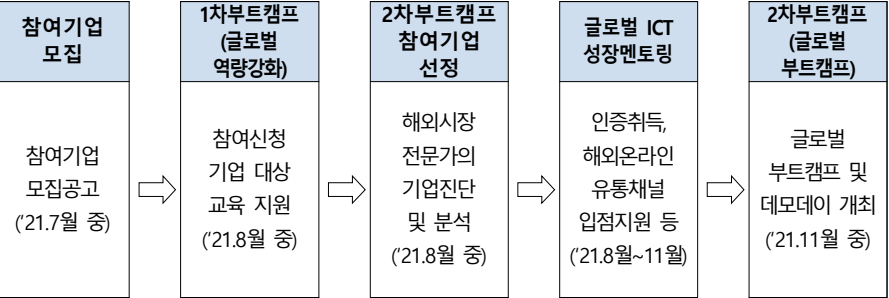 참여기업
모집
참여기업
모집공고
('21.7월 중)
1차부트캠프
(글로벌
역량강화)
참여신청
기업 대상
교육 지원
('21.8월 중)
2차부트캠프
참여기업
선정
해외시장
전문가의
기업진단
및 분석
('21.8월 중)
글로벌 ICT
성장멘토링
인증취득,
해외온라인
유통채널
입점지원 등
('21.8월~11월)
2차부트캠프
(글로벌
부트캠프)
글로벌
부트캠프 및
데모데이 개최
('21.11월 중)